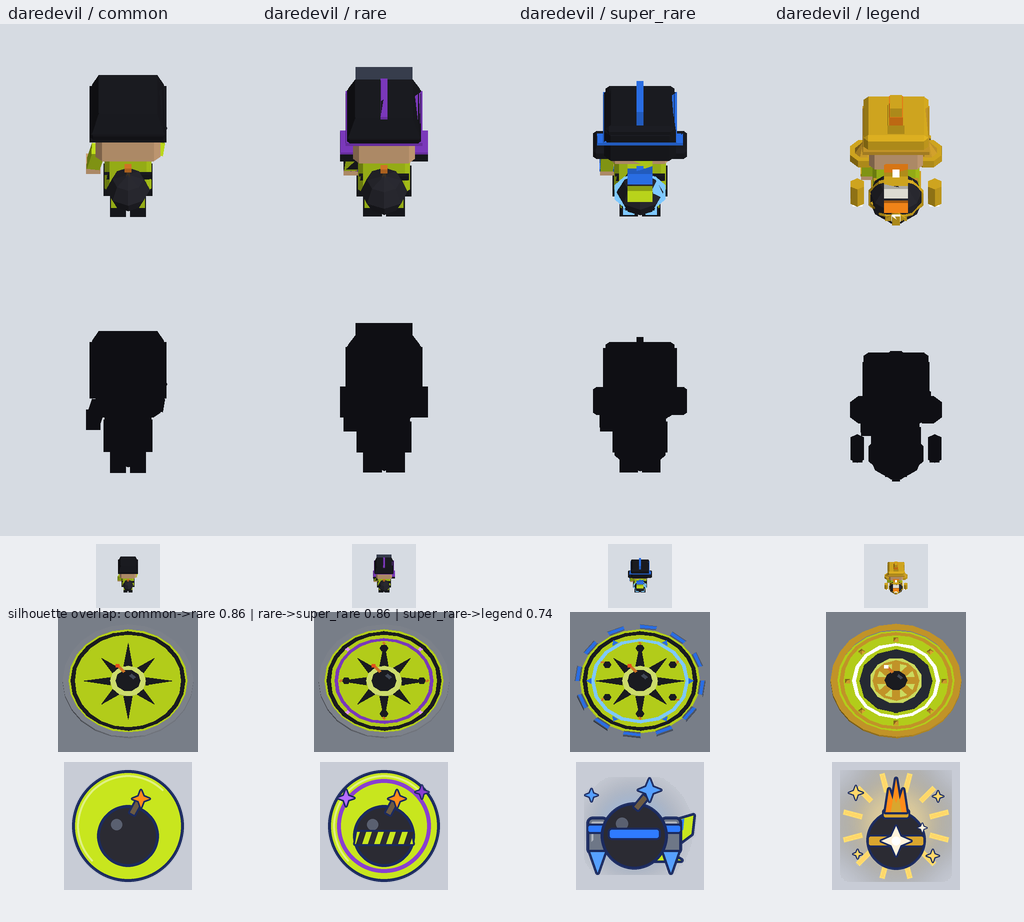 daredevil / common
daredevil / rare
daredevil / super_rare
daredevil / legend
silhouette overlap: common->rare 0.86 | rare->super_rare 0.86 | super_rare->legend 0.74